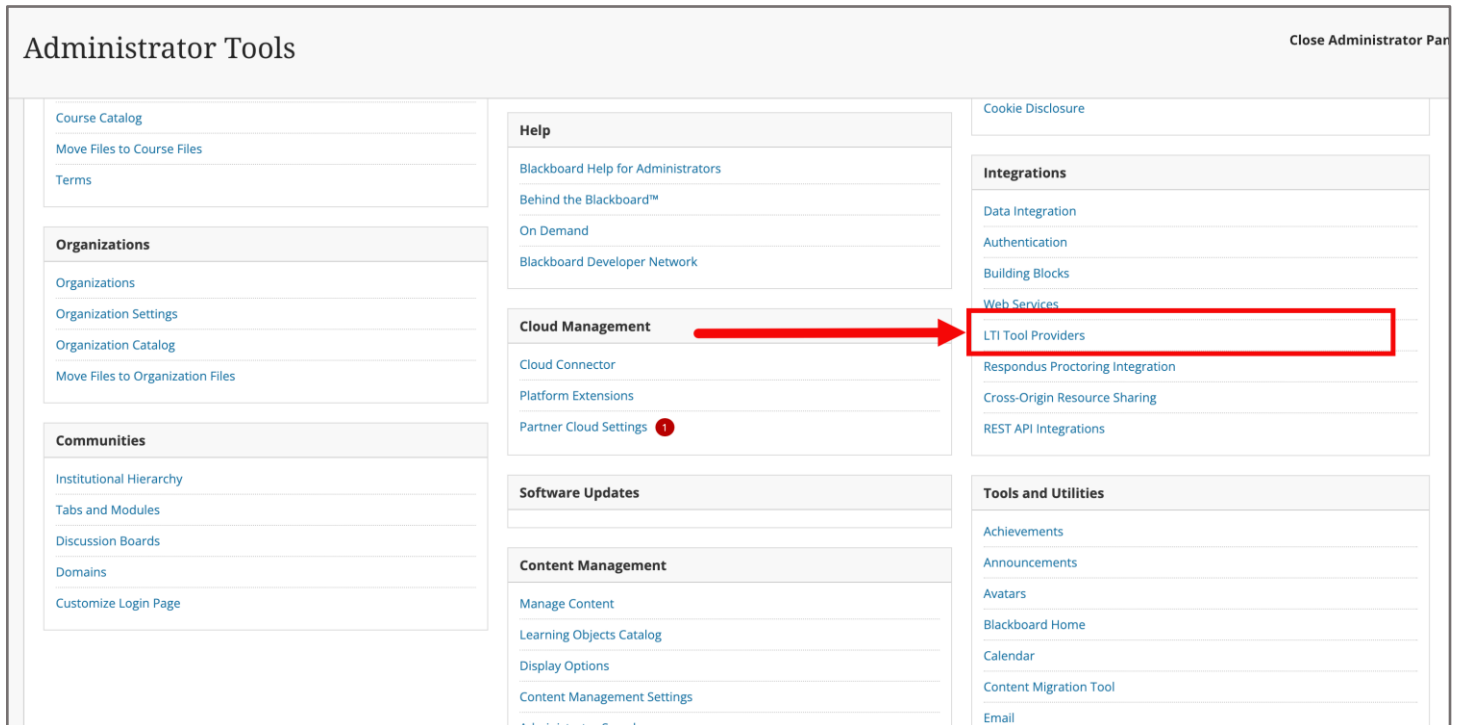 Administrator Tools
Close Administrator Pan
Course Catalog
Move Files to Course Files
Terms
Organizations
Organizations
Organization Settings
Organization Catalog
Move Files to Organization Files
Communities
Institutional Hierarchy
Tabs and Modules
Discussion Boards
Domains
Customize Login Page
Help
Blackboard Help for Administrators
Behind the Blackboard™
On Demand
Blackboard Developer Network
Cloud Management
Cloud Connector
Platform Extensions
Partner Cloud Settings 1
Software Updates
Content Management
Manage Content
Learning Objects Catalog
Display Options
Content Management Settings
Cookie Disclosure
Integrations
Data Integration
Authentication
Building Blocks
Web Services
LTI Tool Providers
Respondus Proctoring Integration
Cross-Origin Resource Sharing
REST API Integrations
Tools and Utilities
Achievements
Announcements
Avatars
Blackboard Home
Calendar
Content Migration Tool
Email